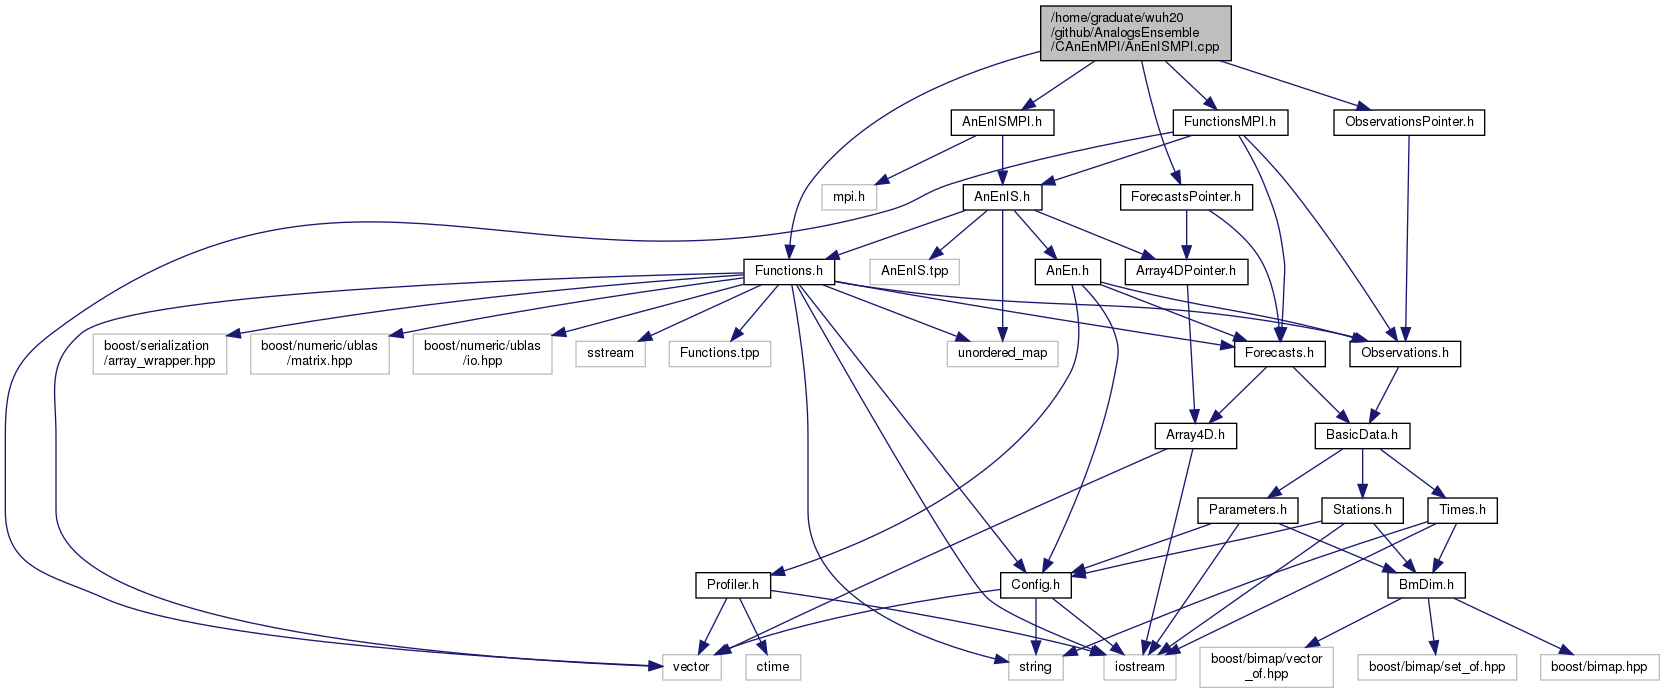 /home/graduate/wuh20
/github/AnalogsEnsemble
/CAnEnMPI/AnEnISMPI.cpp
AnEnISMPI.h
FunctionsMPI.h
ObservationsPointer.h
mpi.h
AnEnIS.h
ForecastsPointer.h
Functions.h
AnEnIS.tpp
AnEn.h
Array4DPointer.h
boost/serialization
/array_wrapper.hpp
boost/numeric/ublas
/matrix.hpp
boost/numeric/ublas
/io.hpp
sstream
Functions.tpp
unordered_map
Forecasts.h
Observations.h
Array4D.h
BasicData.h
Parameters.h
Stations.h
Times.h
Profiler.h
Config.h
BmDim.h
vector
ctime
string
iostream
boost/bimap/vector
_of.hpp
boost/bimap/set_of.hpp
boost/bimap.hpp